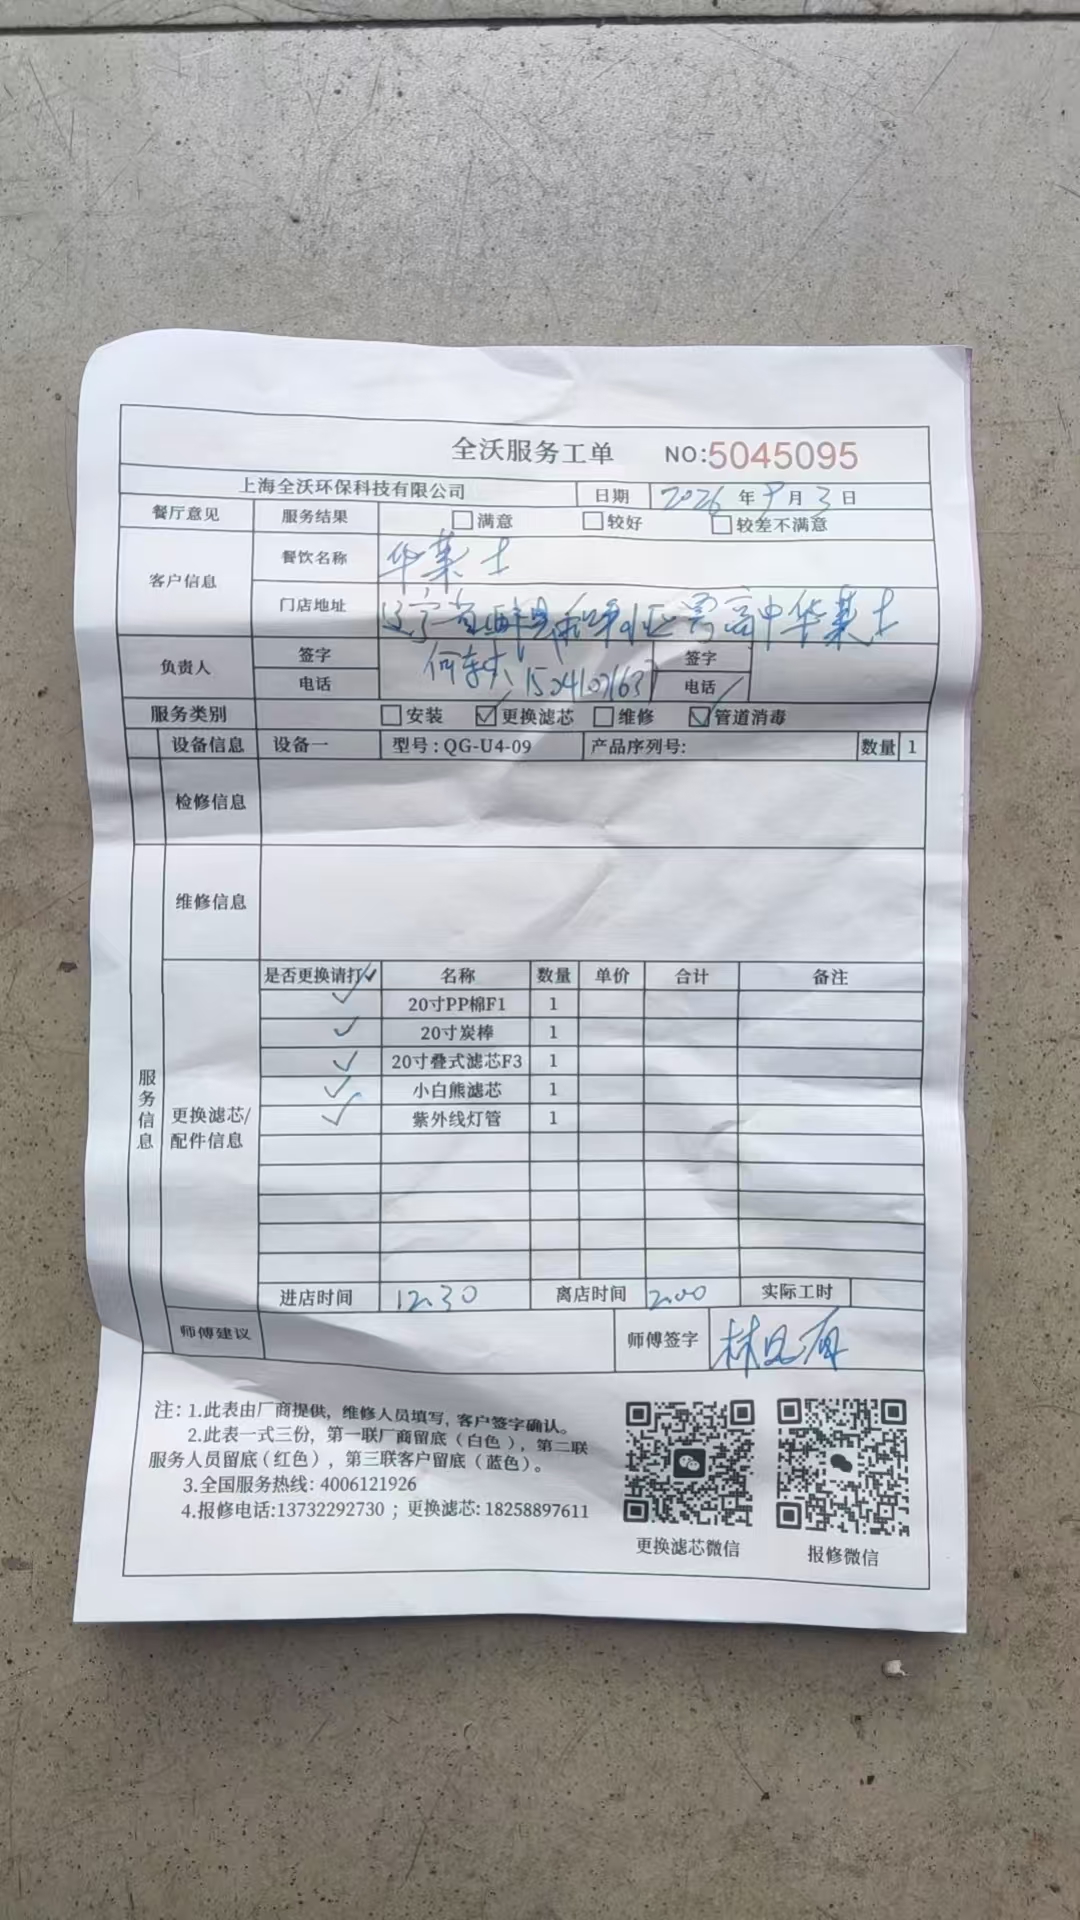 全沃服务工单 NO:5045095
上海全沃环保科技有限公司 日期 2026 年 9 月 3 日
餐厅意见 服务结果 满意 较好 较差不满意
客户信息 餐饮名称 华莱士
门店地址 辽宁省 高中华莱士
负责人 签字 何 签字
电话 电话
服务类别 安装 ✓更换滤芯 维修 ✓管道消毒
设备信息 设备一 型号:QG-U4-09 产品序列号: 数量 1
检修信息
维修信息
服务信息
更换滤芯/配件信息
是否更换请打✓ 名称 数量 单价 合计 备注
✓ 20寸PP棉F1 1
✓ 20寸炭棒 1
✓ 20寸叠式滤芯F3 1
✓ 小白熊滤芯 1
✓ 紫外线灯管 1
进店时间 12.30 离店时间 2.00 实际工时
师傅建议 师傅签字 林
注: 1.此表由厂商提供, 维修人员填写, 客户签字确认。
2.此表一式三份, 第一联厂商留底(白色), 第二联
服务人员留底(红色), 第三联客户留底(蓝色)。
3.全国服务热线: 4006121926
4.报修电话:13732292730 ; 更换滤芯: 18258897611
更换滤芯微信 报修微信